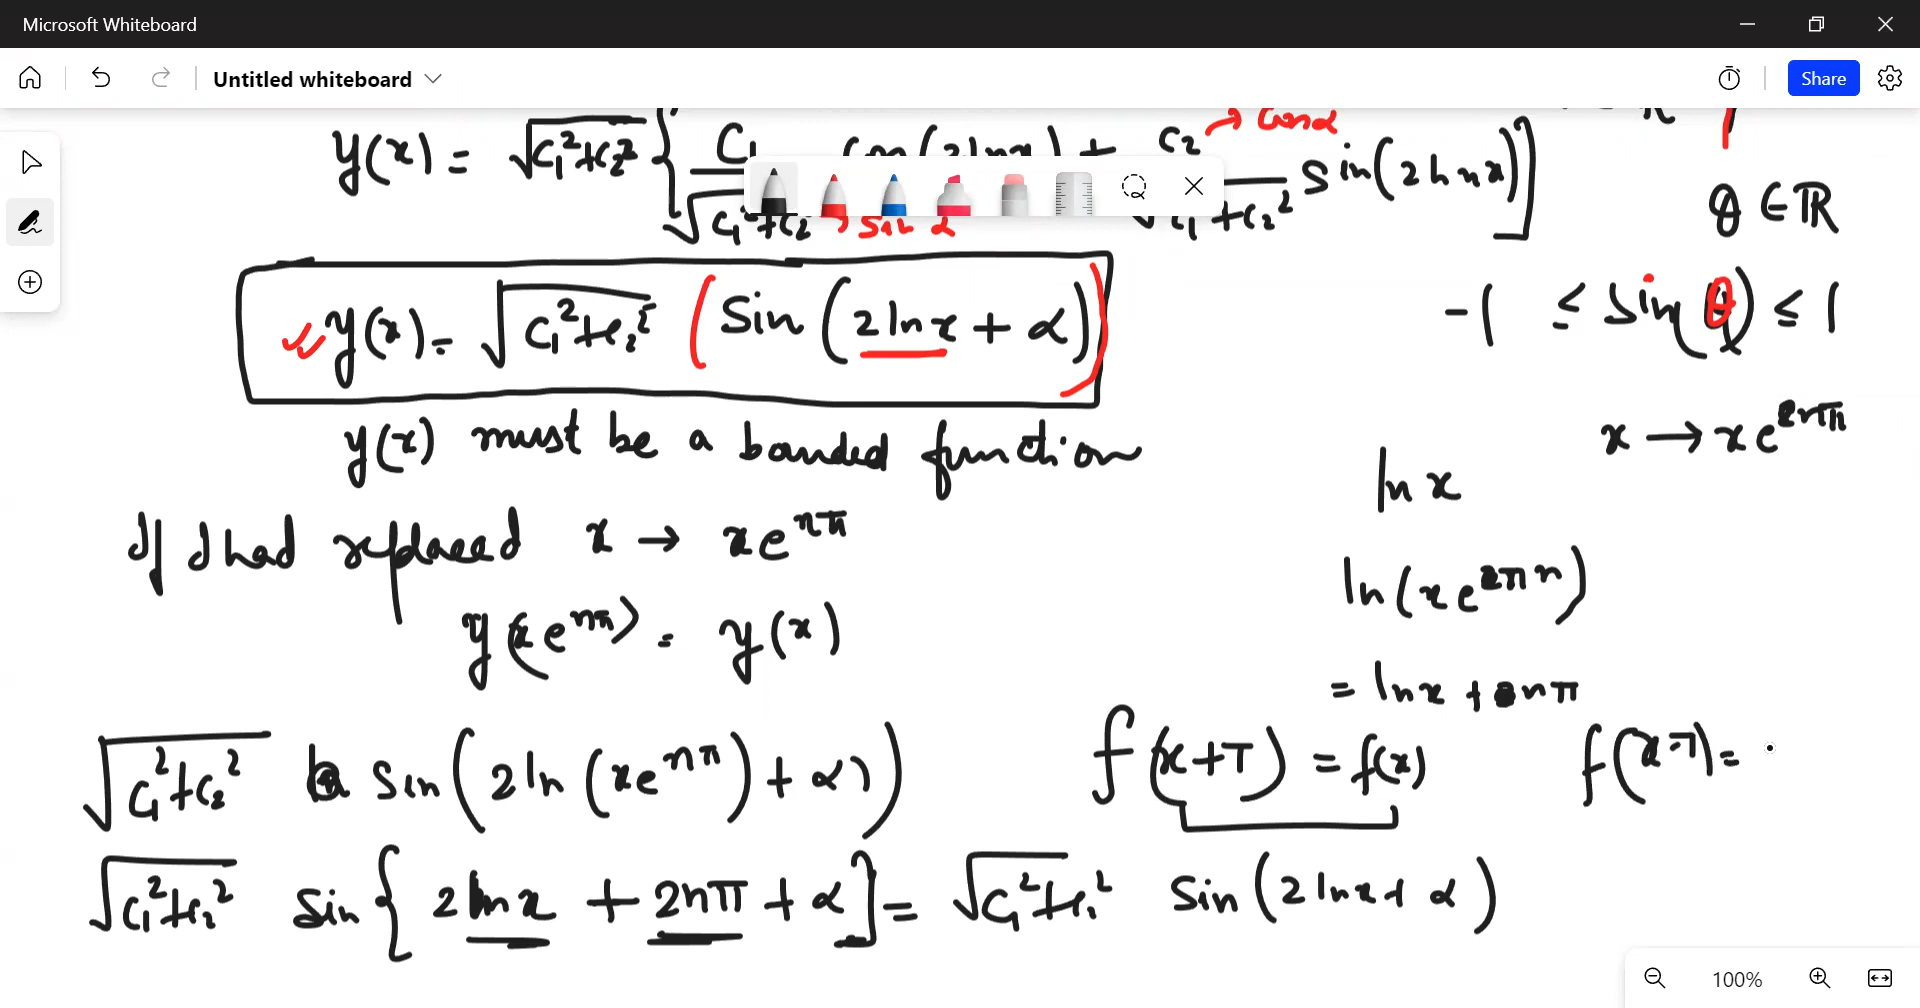 Microsoft Whiteboard
Untitled whiteboard
Share
y(x) = √(C₁²+C₂²) { C₁ / √(C₁²+C₂²) cos(2lnx) + C₂ / √(C₁²+C₂²) sin(2lnx) ]
→ cosα
→ sin α
θ ∈ ℝ
y(x) = √(C₁²+C₂²) (Sin(2lnx + α))
-1 ≤ sin(θ) ≤ 1
y(x) must be a bounded function
x → xe^{2nπ}
ln x
If I had replaced x → xe^{nπ}
ln(xe^{2πn})
y(xe^{nπ}) = y(x)
= lnx + nπ
√(C₁²+C₂²) sin(2ln(xe^{nπ}) + α))
f(x+T) = f(x)
f(x-T) =
√(C₁²+C₂²) sin{2lnx + 2nπ + α} = √(C₁²+C₂²) Sin(2lnx + α)
100%